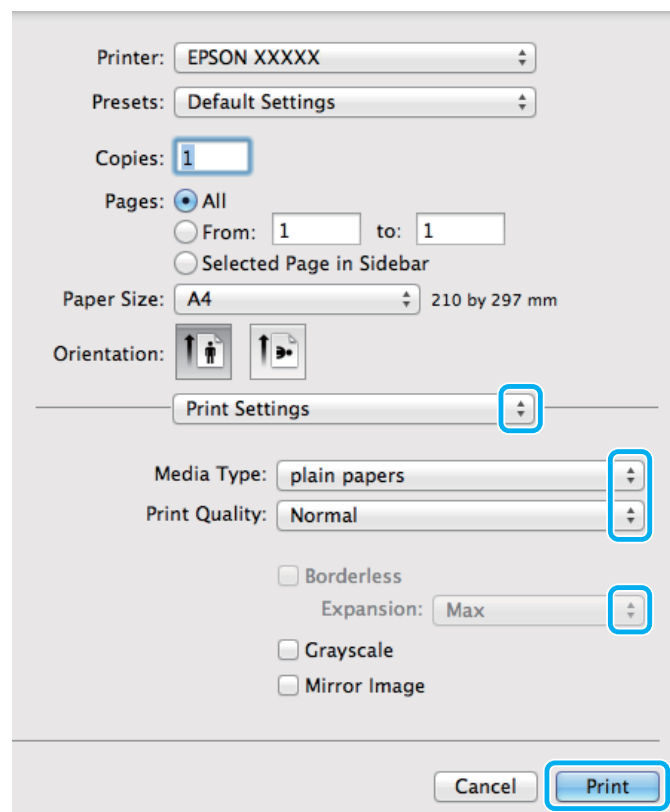 Printer: EPSON XXXXX
Presets: Default Settings
Copies: 1
Pages: All
From: 1 to: 1
Selected Page in Sidebar
Paper Size: A4 210 by 297 mm
Orientation:
Print Settings
Media Type: plain papers
Print Quality: Normal
Borderless
Expansion: Max
Grayscale
Mirror Image
Cancel Print